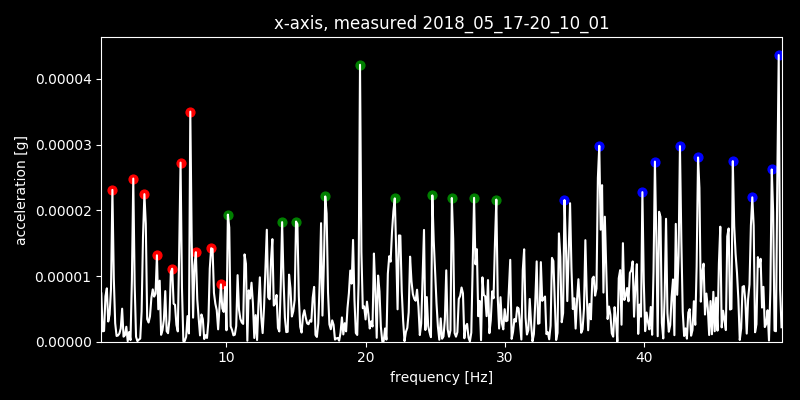 x-axis, measured 2018_05_17-20_10_01
acceleration [g]
0.00004
0.00003
0.00002
0.00001
0.00000
10 20 30 40
frequency [Hz]